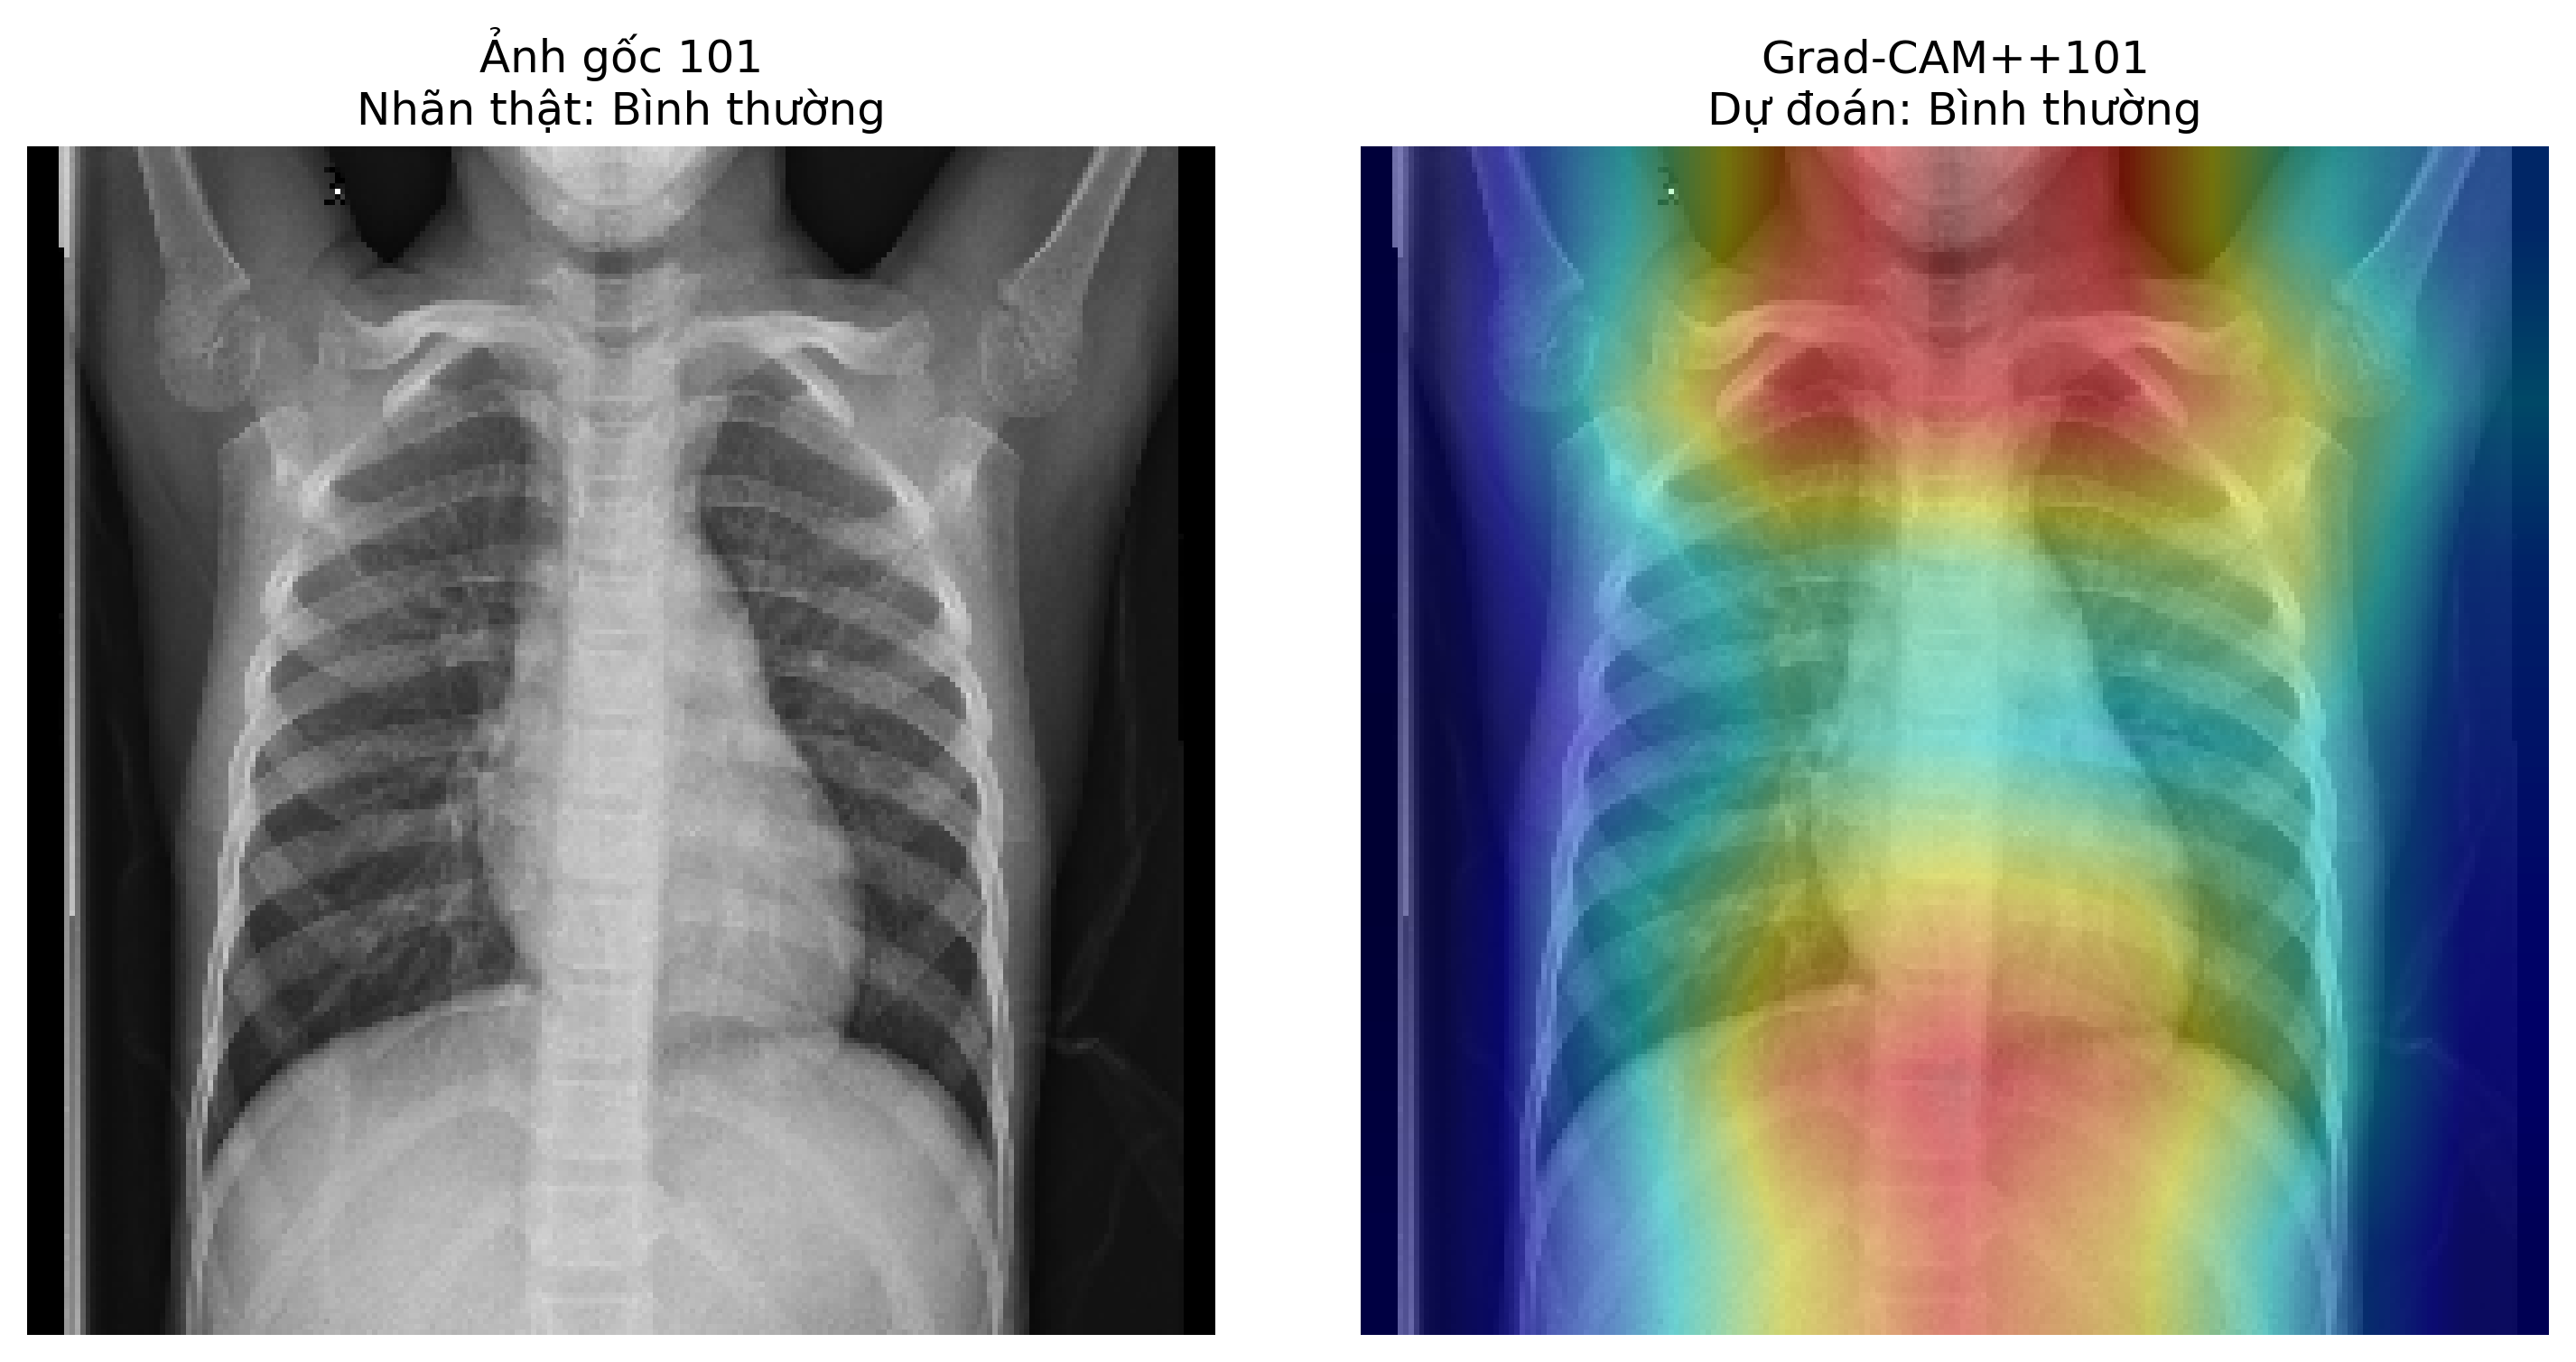 Ảnh gốc 101
Nhãn thật: Bình thường
Grad-CAM++101
Dự đoán: Bình thường